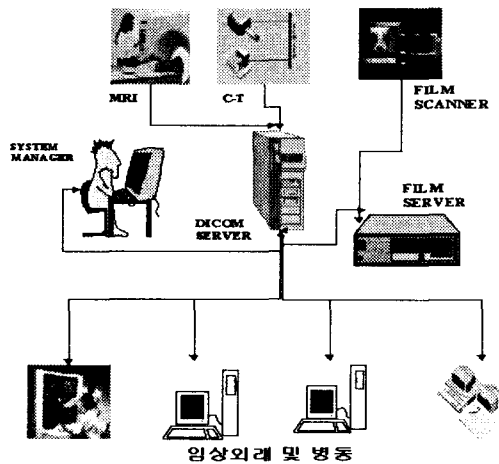 MRI
C-T
FILM
SCANNER
SYSTEM
MANAGER
DICOM
SERVER
FILM
SERVER
임상외래 및 병동